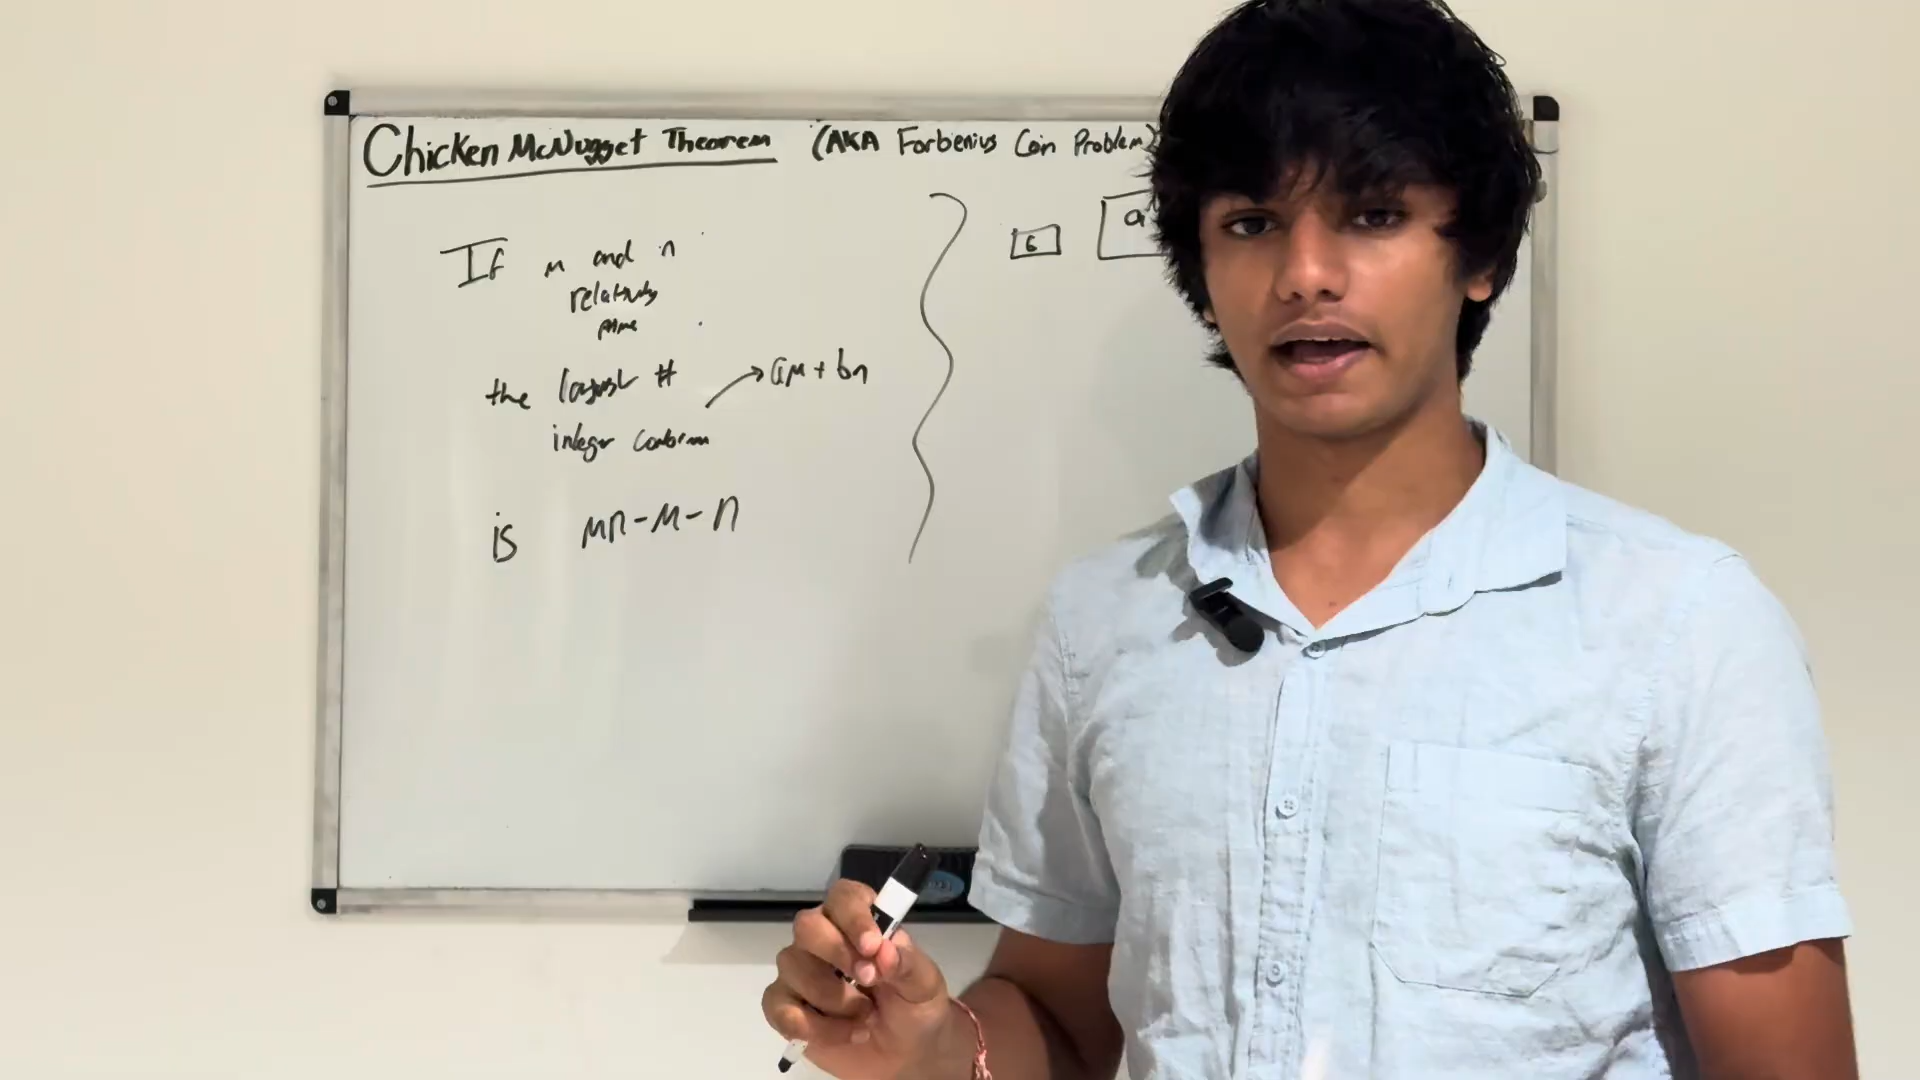 Chicken McNugget Theorem (AKA Forbenius Coin Problem)
If m and n
relatively
prime
the largest #
integer
am + bn
is mn-m-n
6